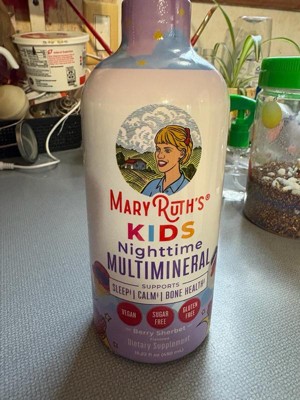 MARYRUTH'S®
KIDS
Nighttime
MULTIMINERAL
SUPPORTS
SLEEP‡ | CALM‡ | BONE HEALTH‡
VEGAN
SUGAR FREE
GLUTEN FREE
Berry Sherbet
Dietary Supplement